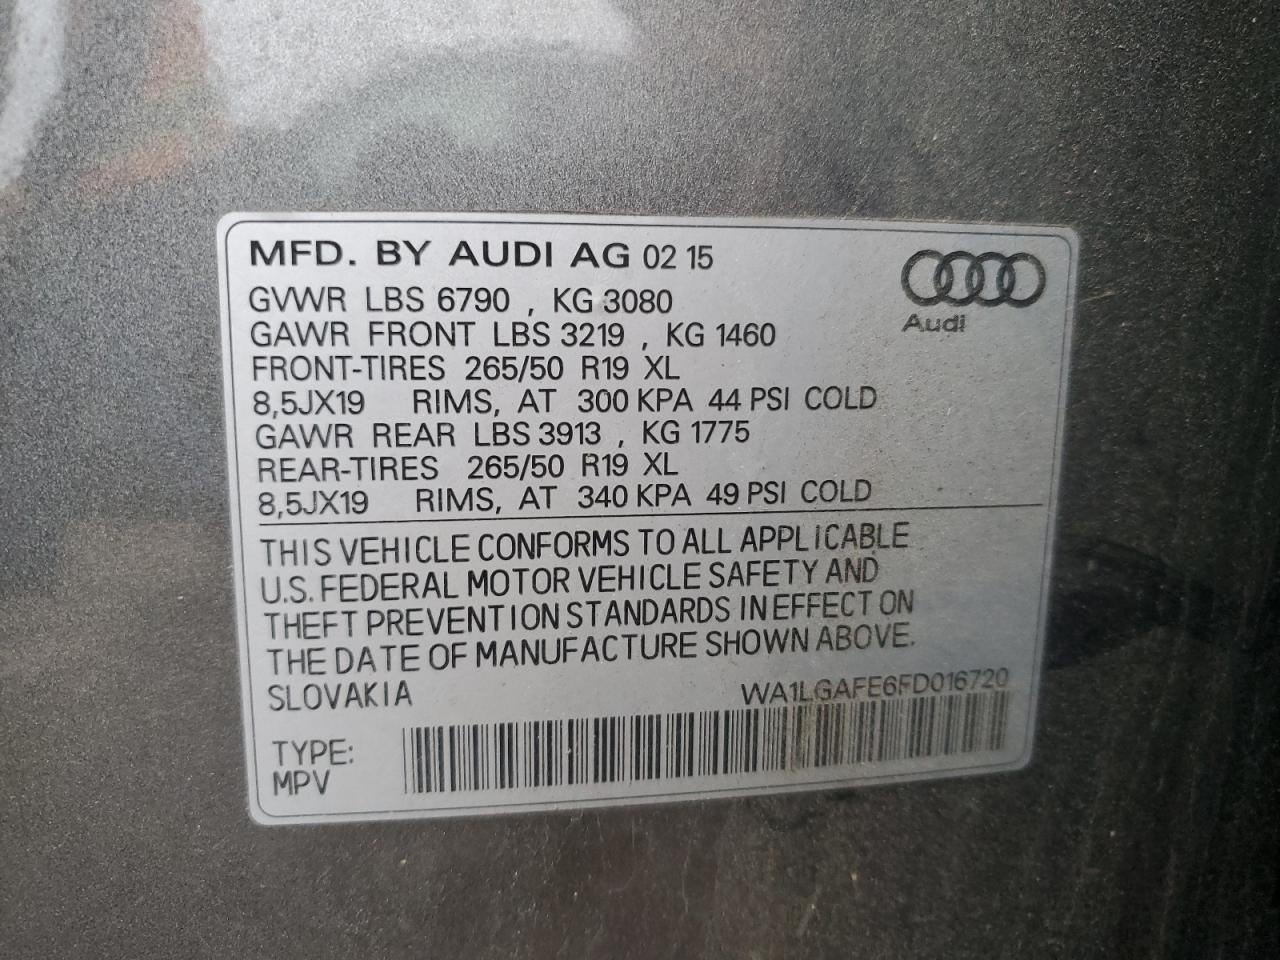 MFD. BY AUDI AG 02 15
GVWR LBS 6790 , KG 3080
GAWR FRONT LBS 3219 , KG 1460
FRONT-TIRES 265/50 R19 XL
8,5JX19 RIMS, AT 300 KPA 44 PSI COLD
GAWR REAR LBS 3913 , KG 1775
REAR-TIRES 265/50 R19 XL
8,5JX19 RIMS, AT 340 KPA 49 PSI COLD
Audi
THIS VEHICLE CONFORMS TO ALL APPLICABLE
U.S. FEDERAL MOTOR VEHICLE SAFETY AND
THEFT PREVENTION STANDARDS IN EFFECT ON
THE DATE OF MANUFACTURE SHOWN ABOVE.
SLOVAKIA WA1LGAFE6FD016720
TYPE:
MPV